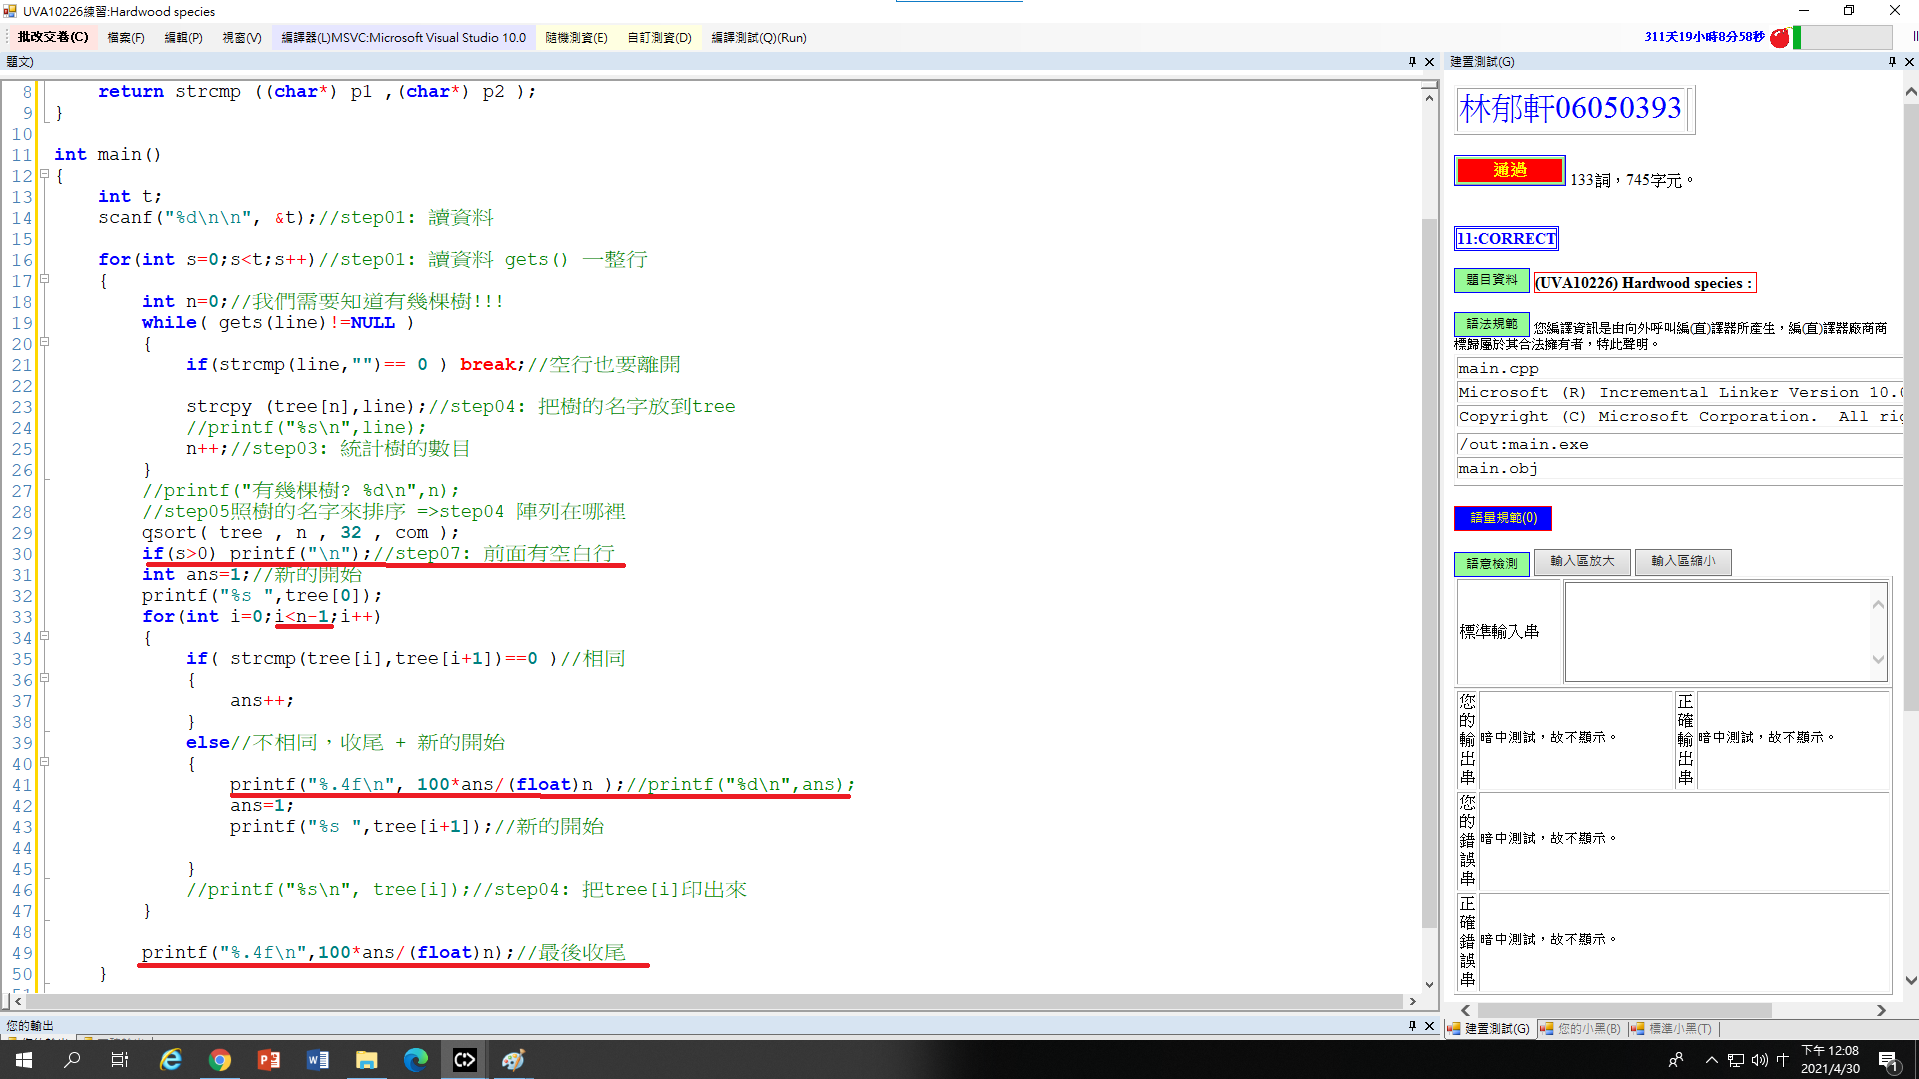 UVA10226練習:Hardwood species
批改交卷(C) 檔案(F) 編輯(P) 視窗(V) 編譯器(L)MSVC:Microsoft Visual Studio 10.0 隨機測資(E) 自訂測資(D) 編譯測試(Q)(Run) 311天19小時8分58秒
題文)
8 return strcmp ((char*) p1 ,(char*) p2 );
9 }
10
11 int main()
12 {
13 int t;
14 scanf("%d\n\n", &t);//step01: 讀資料
15
16 for(int s=0;s<t;s++)//step01: 讀資料 gets() 一整行
17 {
18 int n=0;//我們需要知道有幾棵樹!!!
19 while( gets(line)!=NULL )
20 {
21 if(strcmp(line,"")== 0 ) break;//空行也要離開
22
23 strcpy (tree[n],line);//step04: 把樹的名字放到tree
24 //printf("%s\n",line);
25 n++;//step03: 統計樹的數目
26 }
27 //printf("有幾棵樹? %d\n",n);
28 //step05照樹的名字來排序 =>step04 陣列在哪裡
29 qsort( tree , n , 32 , com );
30 if(s>0) printf("\n");//step07: 前面有空白行
31 int ans=1;//新的開始
32 printf("%s ",tree[0]);
33 for(int i=0;i<n-1;i++)
34 {
35 if( strcmp(tree[i],tree[i+1])==0 )//相同
36 {
37 ans++;
38 }
39 else//不相同，收尾 + 新的開始
40 {
41 printf("%.4f\n", 100*ans/(float)n );//printf("%d\n",ans);
42 ans=1;
43 printf("%s ",tree[i+1]);//新的開始
44
45 }
46 //printf("%s\n", tree[i]);//step04: 把tree[i]印出來
47 }
48
49 printf("%.4f\n",100*ans/(float)n);//最後收尾
50 }
您的輸出
建置測試(G)
林郁軒06050393
通過 133詞，745字元。
11:CORRECT
題目資料 (UVA10226) Hardwood species :
語法規範 您編譯資訊是由向外呼叫編(直)譯器所產生，編(直)譯器廠商商
標歸屬於其合法擁有者，特此聲明。
main.cpp
Microsoft (R) Incremental Linker Version 10.0
Copyright (C) Microsoft Corporation. All rig
/out:main.exe
main.obj
語量規範(0)
語意檢測 輸入區放大 輸入區縮小
標準輸入串
您的輸出串 暗中測試，故不顯示。 正確輸出串 暗中測試，故不顯示。
您的錯誤串 暗中測試，故不顯示。
正確錯誤串 暗中測試，故不顯示。
建置測試(G) 您的小黑(B) 標準小黑(T)
中 下午 12:08
2021/4/30
1